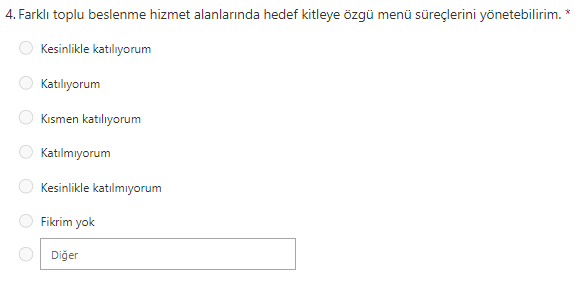 4. Farklı toplu beslenme hizmet alanlarında hedef kitleye özgü menü süreçlerini yönetebilirim. *
Kesinlikle katılıyorum
Katılıyorum
Kısmen katılıyorum
Katılmıyorum
Kesinlikle katılmıyorum
Fikrim yok
Diğer